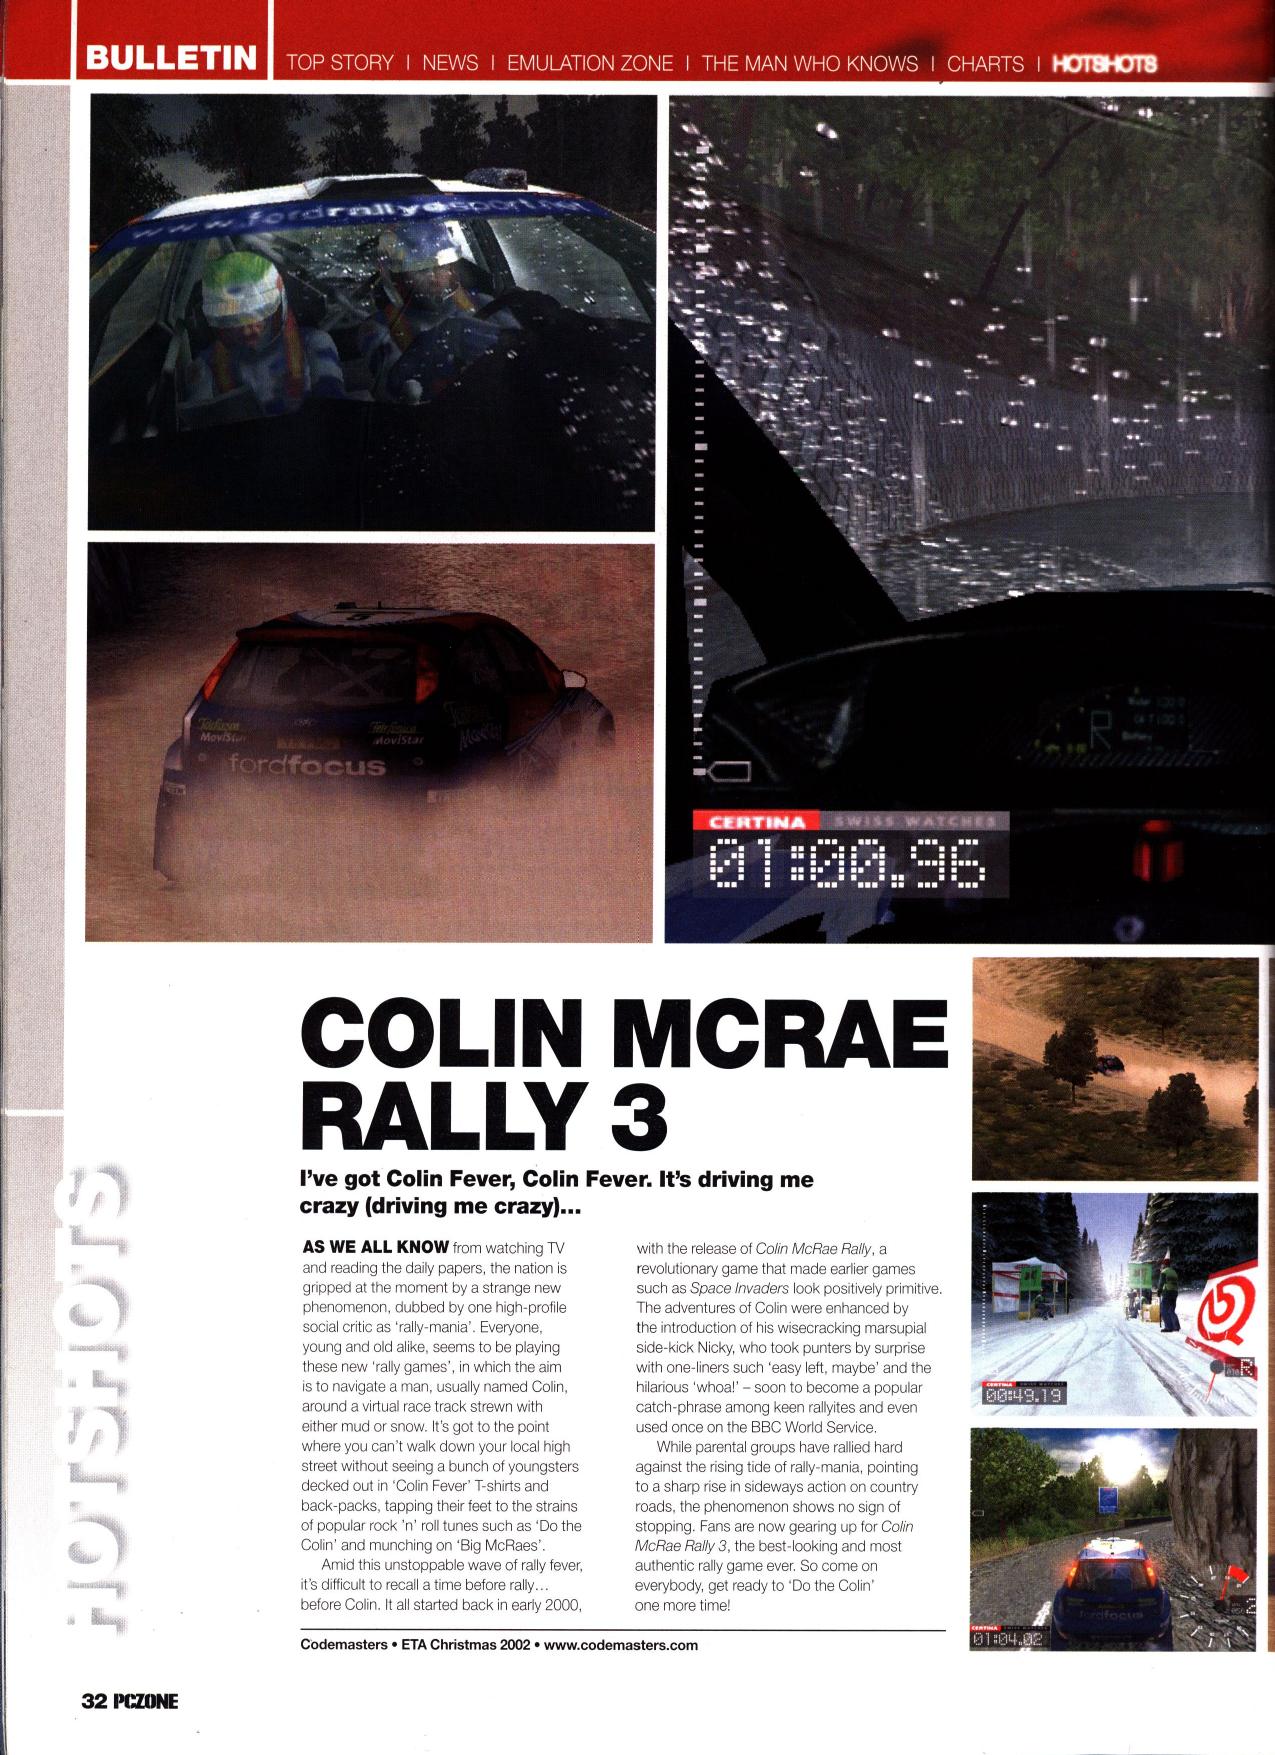 BULLETIN
TOP STORY | NEWS | EMULATION ZONE | THE MAN WHO KNOWS | CHARTS | HOTSHOTS
MoviStar
MoviStar
fordfocus
R
CERTINA SWISS WATCHES
01:00.96
COLIN MCRAE
RALLY 3
I've got Colin Fever, Colin Fever. It's driving me
crazy (driving me crazy)...
AS WE ALL KNOW from watching TV
and reading the daily papers, the nation is
gripped at the moment by a strange new
phenomenon, dubbed by one high-profile
social critic as 'rally-mania'. Everyone,
young and old alike, seems to be playing
these new 'rally games', in which the aim
is to navigate a man, usually named Colin,
around a virtual race track strewn with
either mud or snow. It's got to the point
where you can't walk down your local high
street without seeing a bunch of youngsters
decked out in 'Colin Fever' T-shirts and
back-packs, tapping their feet to the strains
of popular rock 'n' roll tunes such as 'Do the
Colin' and munching on 'Big McRaes'.
Amid this unstoppable wave of rally fever,
it's difficult to recall a time before rally...
before Colin. It all started back in early 2000,
with the release of Colin McRae Rally, a
revolutionary game that made earlier games
such as Space Invaders look positively primitive.
The adventures of Colin were enhanced by
the introduction of his wisecracking marsupial
side-kick Nicky, who took punters by surprise
with one-liners such 'easy left, maybe' and the
hilarious 'whoa!' – soon to become a popular
catch-phrase among keen rallyites and even
used once on the BBC World Service.
While parental groups have rallied hard
against the rising tide of rally-mania, pointing
to a sharp rise in sideways action on country
roads, the phenomenon shows no sign of
stopping. Fans are now gearing up for Colin
McRae Rally 3, the best-looking and most
authentic rally game ever. So come on
everybody, get ready to 'Do the Colin'
one more time!
Codemasters • ETA Christmas 2002 • www.codemasters.com
CERTINA SWISS WATCHES
00:49.19
R
fordfocus
CERTINA
01:04.02
2
HOTSHOTS
32 PCZONE